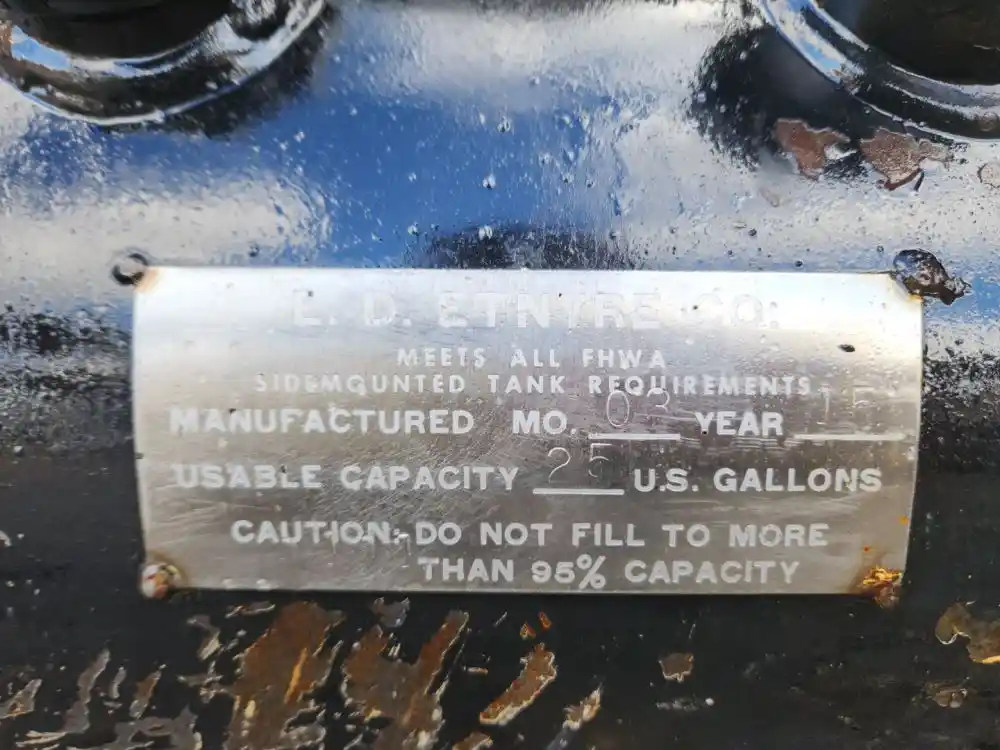 E. D. ETNYRE CO.
MEETS ALL FHWA
SIDEMOUNTED TANK REQUIREMENTS
MANUFACTURED MO. 03 YEAR 15
USABLE CAPACITY 25 U.S. GALLONS
CAUTION: DO NOT FILL TO MORE
THAN 95% CAPACITY